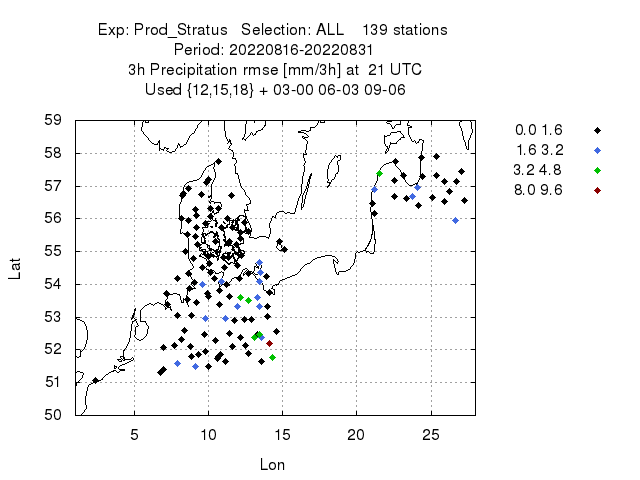 Exp: Prod_Stratus   Selection: ALL    139 stations
Period: 20220816-20220831
3h Precipitation rmse [mm/3h] at  21 UTC
Used {12,15,18} + 03-00 06-03 09-06
59
58
57
56
55
54
53
52
51
50
Lat
5 10 15 20 25
Lon
0.0 1.6
1.6 3.2
3.2 4.8
8.0 9.6